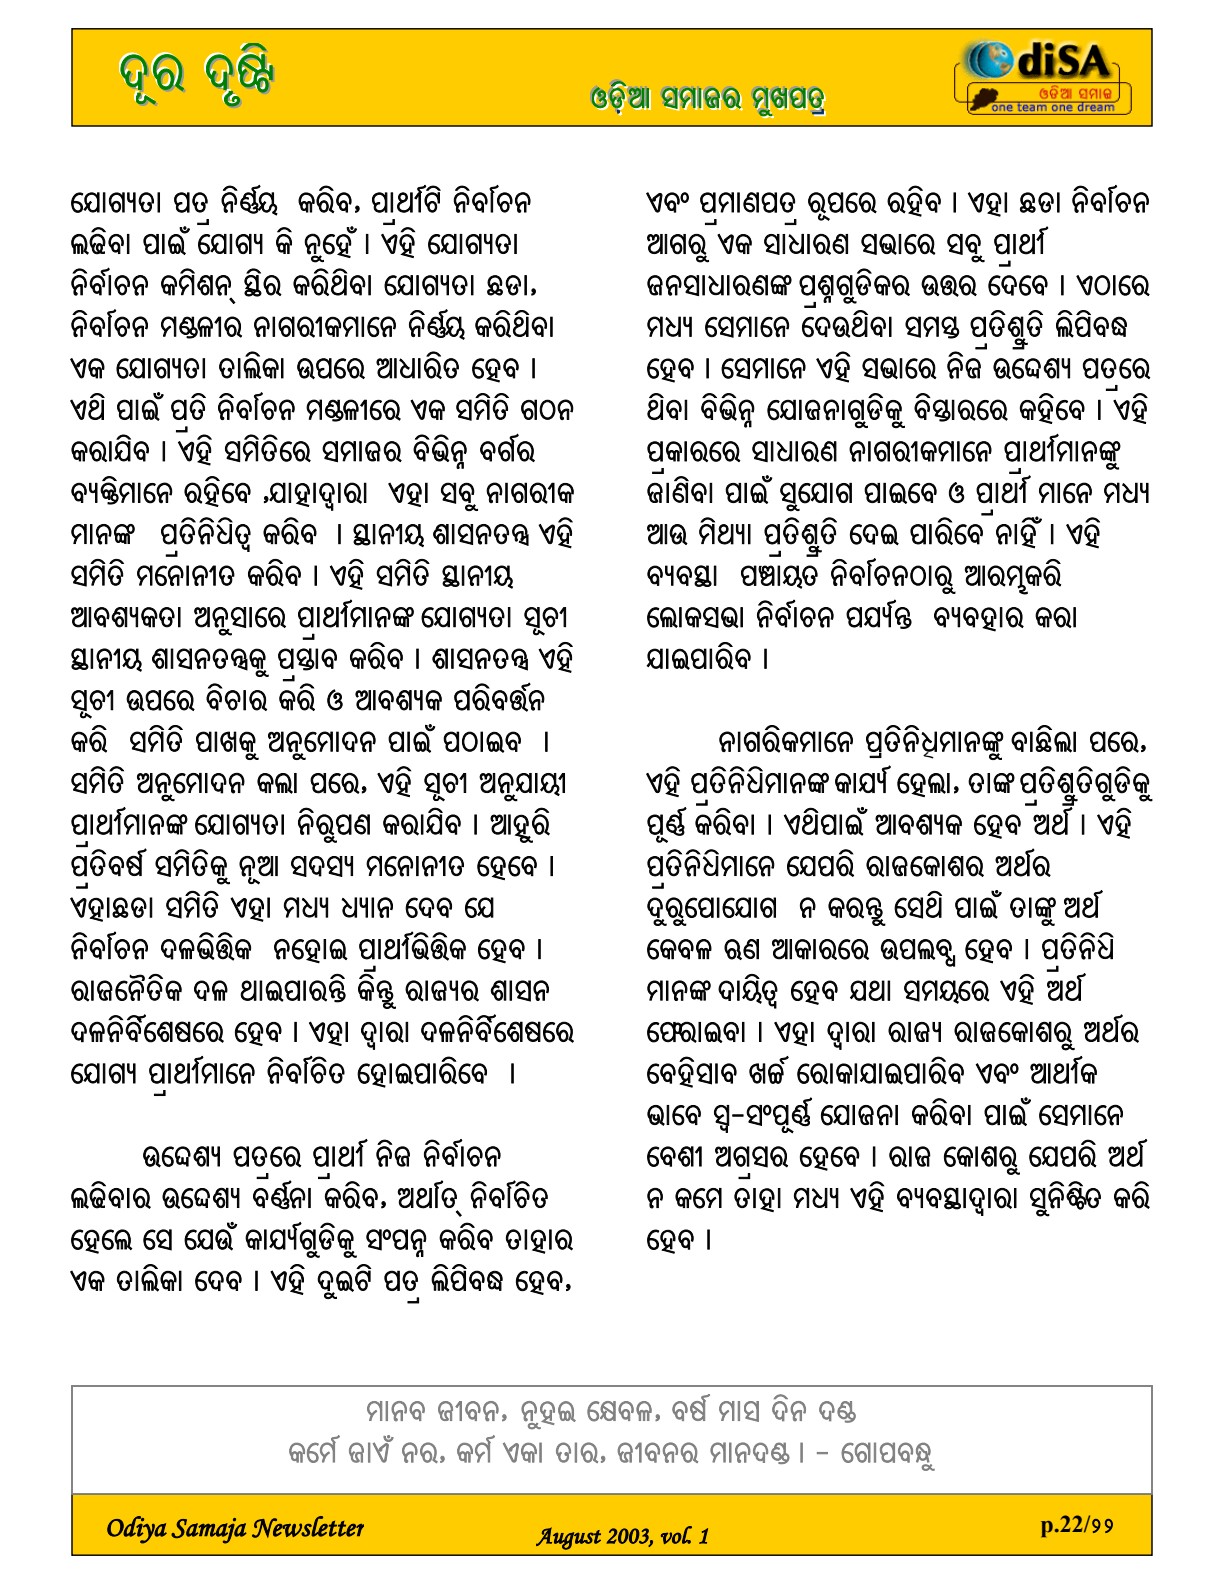 ଦୂର ଦୃଷ୍ଟି
ଓଡ଼ିଆ ସମାଜର ମୁଖପତ୍ର
diSA
ଓଡିଆ ସମାଜ
one team one dream
ଯୋଗ୍ୟତା ପତ୍ର ନିର୍ଣ୍ଣୟ କରିବ, ପ୍ରାର୍ଥୀଟି ନିର୍ବାଚନ
ଲଢିବା ପାଇଁ ଯୋଗ୍ୟ କି ନୁହେଁ । ଏହି ଯୋଗ୍ୟତା
ନିର୍ବାଚନ କମିଶନ୍ ସ୍ଥିର କରିଥିବା ଯୋଗ୍ୟତା ଛଡା,
ନିର୍ବାଚନ ମଣ୍ଡଳୀର ନାଗରୀକମାନେ ନିର୍ଣ୍ଣୟ କରିଥିବା
ଏକ ଯୋଗ୍ୟତା ତାଲିକା ଉପରେ ଆଧାରିତ ହେବ ।
ଏଥି ପାଇଁ ପ୍ରତି ନିର୍ବାଚନ ମଣ୍ଡଳୀରେ ଏକ ସମିତି ଗଠନ
କରାଯିବ । ଏହି ସମିତିରେ ସମାଜର ବିଭିନ୍ନ ବର୍ଗର
ବ୍ୟକ୍ତିମାନେ ରହିବେ ,ଯାହାଦ୍ୱାରା ଏହା ସବୁ ନାଗରୀକ
ମାନଙ୍କ ପ୍ରତିନିଧିତ୍ୱ କରିବ । ସ୍ଥାନୀୟ ଶାସନତନ୍ତ୍ର ଏହି
ସମିତି ମନୋନୀତ କରିବ । ଏହି ସମିତି ସ୍ଥାନୀୟ
ଆବଶ୍ୟକତା ଅନୁସାରେ ପ୍ରାର୍ଥୀମାନଙ୍କ ଯୋଗ୍ୟତା ସୂଚୀ
ସ୍ଥାନୀୟ ଶାସନତନ୍ତ୍ରକୁ ପ୍ରସ୍ତାବ କରିବ । ଶାସନତନ୍ତ୍ର ଏହି
ସୂଚୀ ଉପରେ ବିଚାର କରି ଓ ଆବଶ୍ୟକ ପରିବର୍ତ୍ତନ
କରି ସମିତି ପାଖକୁ ଅନୁମୋଦନ ପାଇଁ ପଠାଇବ ।
ସମିତି ଅନୁମୋଦନ କଲା ପରେ, ଏହି ସୂଚୀ ଅନୁଯାୟୀ
ପ୍ରାର୍ଥୀମାନଙ୍କ ଯୋଗ୍ୟତା ନିରୁପଣ କରାଯିବ । ଆହୁରି
ପ୍ରତିବର୍ଷ ସମିତିକୁ ନୂଆ ସଦସ୍ୟ ମନୋନୀତ ହେବେ ।
ଏହାଛଡା ସମିତି ଏହା ମଧ୍ୟ ଧ୍ୟାନ ଦେବ ଯେ
ନିର୍ବାଚନ ଦଳଭିତ୍ତିକ ନହୋଇ ପ୍ରାର୍ଥୀଭିତ୍ତିକ ହେବ ।
ରାଜନୈତିକ ଦଳ ଥାଇପାରନ୍ତି କିନ୍ତୁ ରାଜ୍ୟର ଶାସନ
ଦଳନିର୍ବିଶେଷରେ ହେବ । ଏହା ଦ୍ୱାରା ଦଳନିର୍ବିଶେଷରେ
ଯୋଗ୍ୟ ପ୍ରାର୍ଥୀମାନେ ନିର୍ବାଚିତ ହୋଇପାରିବେ ।
ଉଦ୍ଦେଶ୍ୟ ପତ୍ରରେ ପ୍ରାର୍ଥୀ ନିଜ ନିର୍ବାଚନ
ଲଢିବାର ଉଦ୍ଦେଶ୍ୟ ବର୍ଣ୍ଣନା କରିବ, ଅର୍ଥାତ୍ ନିର୍ବାଚିତ
ହେଲେ ସେ ଯେଉଁ କାର୍ଯ୍ୟଗୁଡିକୁ ସଂପନ୍ନ କରିବ ତାହାର
ଏକ ତାଲିକା ଦେବ । ଏହି ଦୁଇଟି ପତ୍ର ଲିପିବଦ୍ଧ ହେବ,
ଏବଂ ପ୍ରମାଣପତ୍ର ରୂପରେ ରହିବ । ଏହା ଛଡା ନିର୍ବାଚନ
ଆଗରୁ ଏକ ସାଧାରଣ ସଭାରେ ସବୁ ପ୍ରାର୍ଥୀ
ଜନସାଧାରଣଙ୍କ ପ୍ରଶ୍ନଗୁଡିକର ଉତ୍ତର ଦେବେ । ଏଠାରେ
ମଧ୍ୟ ସେମାନେ ଦେଉଥିବା ସମସ୍ତ ପ୍ରତିଶ୍ରୁତି ଲିପିବଦ୍ଧ
ହେବ । ସେମାନେ ଏହି ସଭାରେ ନିଜ ଉଦ୍ଦେଶ୍ୟ ପତ୍ରରେ
ଥିବା ବିଭିନ୍ନ ଯୋଜନାଗୁଡିକୁ ବିସ୍ତାରରେ କହିବେ । ଏହି
ପ୍ରକାରରେ ସାଧାରଣ ନାଗରୀକମାନେ ପ୍ରାର୍ଥୀମାନଙ୍କୁ
ଜାଣିବା ପାଇଁ ସୁଯୋଗ ପାଇବେ ଓ ପ୍ରାର୍ଥୀ ମାନେ ମଧ୍ୟ
ଆଉ ମିଥ୍ୟା ପ୍ରତିଶ୍ରୁତି ଦେଇ ପାରିବେ ନାହିଁ । ଏହି
ବ୍ୟବସ୍ଥା ପଞ୍ଚାୟତ ନିର୍ବାଚନଠାରୁ ଆରମ୍ଭକରି
ଲୋକସଭା ନିର୍ବାଚନ ପର୍ଯ୍ୟନ୍ତ ବ୍ୟବହାର କରା
ଯାଇପାରିବ ।
ନାଗରିକମାନେ ପ୍ରତିନିଧିମାନଙ୍କୁ ବାଛିଲା ପରେ,
ଏହି ପ୍ରତିନିଧିମାନଙ୍କ କାର୍ଯ୍ୟ ହେଲା, ତାଙ୍କ ପ୍ରତିଶ୍ରୁତିଗୁଡିକୁ
ପୂର୍ଣ୍ଣ କରିବା । ଏଥିପାଇଁ ଆବଶ୍ୟକ ହେବ ଅର୍ଥ । ଏହି
ପ୍ରତିନିଧିମାନେ ଯେପରି ରାଜକୋଶର ଅର୍ଥର
ଦୁରୁପୋଯୋଗ ନ କରନ୍ତୁ ସେଥି ପାଇଁ ତାଙ୍କୁ ଅର୍ଥ
କେବଳ ଋଣ ଆକାରରେ ଉପଲବ୍ଧ ହେବ । ପ୍ରତିନିଧି
ମାନଙ୍କ ଦାୟିତ୍ୱ ହେବ ଯଥା ସମୟରେ ଏହି ଅର୍ଥ
ଫେରାଇବା । ଏହା ଦ୍ୱାରା ରାଜ୍ୟ ରାଜକୋଶରୁ ଅର୍ଥର
ବେହିସାବ ଖର୍ଚ୍ଚ ରୋକାଯାଇପାରିବ ଏବଂ ଆର୍ଥୀକ
ଭାବେ ସ୍ୱ-ସଂପୂର୍ଣ୍ଣ ଯୋଜନା କରିବା ପାଇଁ ସେମାନେ
ବେଶୀ ଅଗ୍ରସର ହେବେ । ରାଜ କୋଶରୁ ଯେପରି ଅର୍ଥ
ନ କମେ ତାହା ମଧ୍ୟ ଏହି ବ୍ୟବସ୍ଥାଦ୍ୱାରା ସୁନିଶ୍ଚିତ କରି
ହେବ ।
ମାନବ ଜୀବନ, ନୁହଇ କେବଳ, ବର୍ଷ ମାସ ଦିନ ଦଣ୍ଡ
କର୍ମେ ଜୀଏଁ ନର, କର୍ମ ଏକା ତାର, ଜୀବନର ମାନଦଣ୍ଡ । - ଗୋପବନ୍ଧୁ
Odiya Samaja Newsletter
August 2003, vol. 1
p.22/୨୨